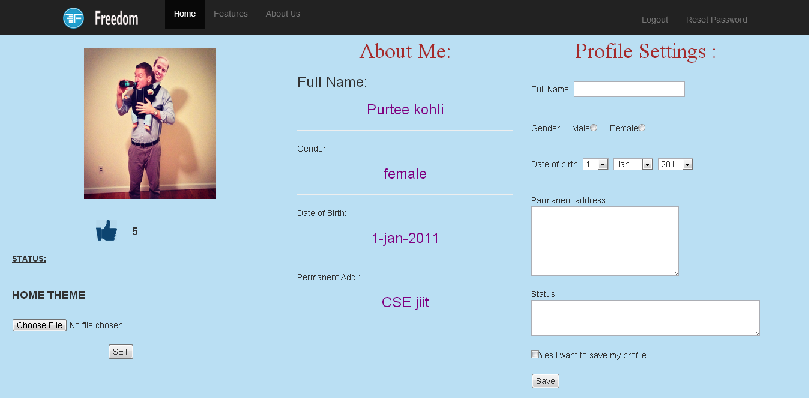 Freedom
Home Features About Us
Logout Reset Password
5
STATUS:
HOME THEME
Choose File No file chosen
SET
About Me:
Full Name:
Purtee kohli
Gender
female
Date of Birth:
1-jan-2011
Permanent Add :
CSE jiit
Profile Settings :
Full Name
Gender Male Female
Date of birth 1 Jan 201
Parmanent address
Status
Yes I want to save my profile
Save